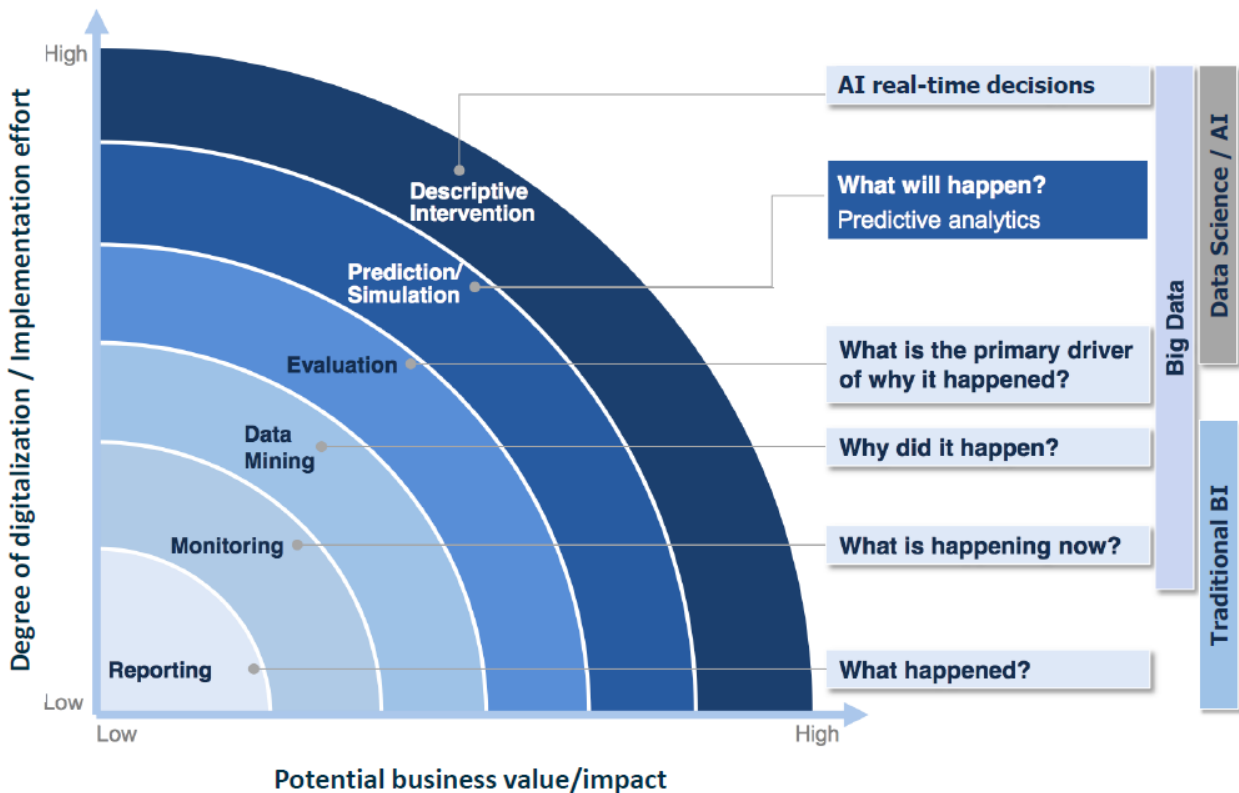 Degree of digitalization / Implementation effort
High
Low
Low
High
Potential business value/impact
Descriptive
Intervention
Prediction/
Simulation
Evaluation
Data
Mining
Monitoring
Reporting
AI real-time decisions
What will happen?
Predictive analytics
What is the primary driver
of why it happened?
Why did it happen?
What is happening now?
What happened?
Big Data
Data Science / AI
Traditional BI